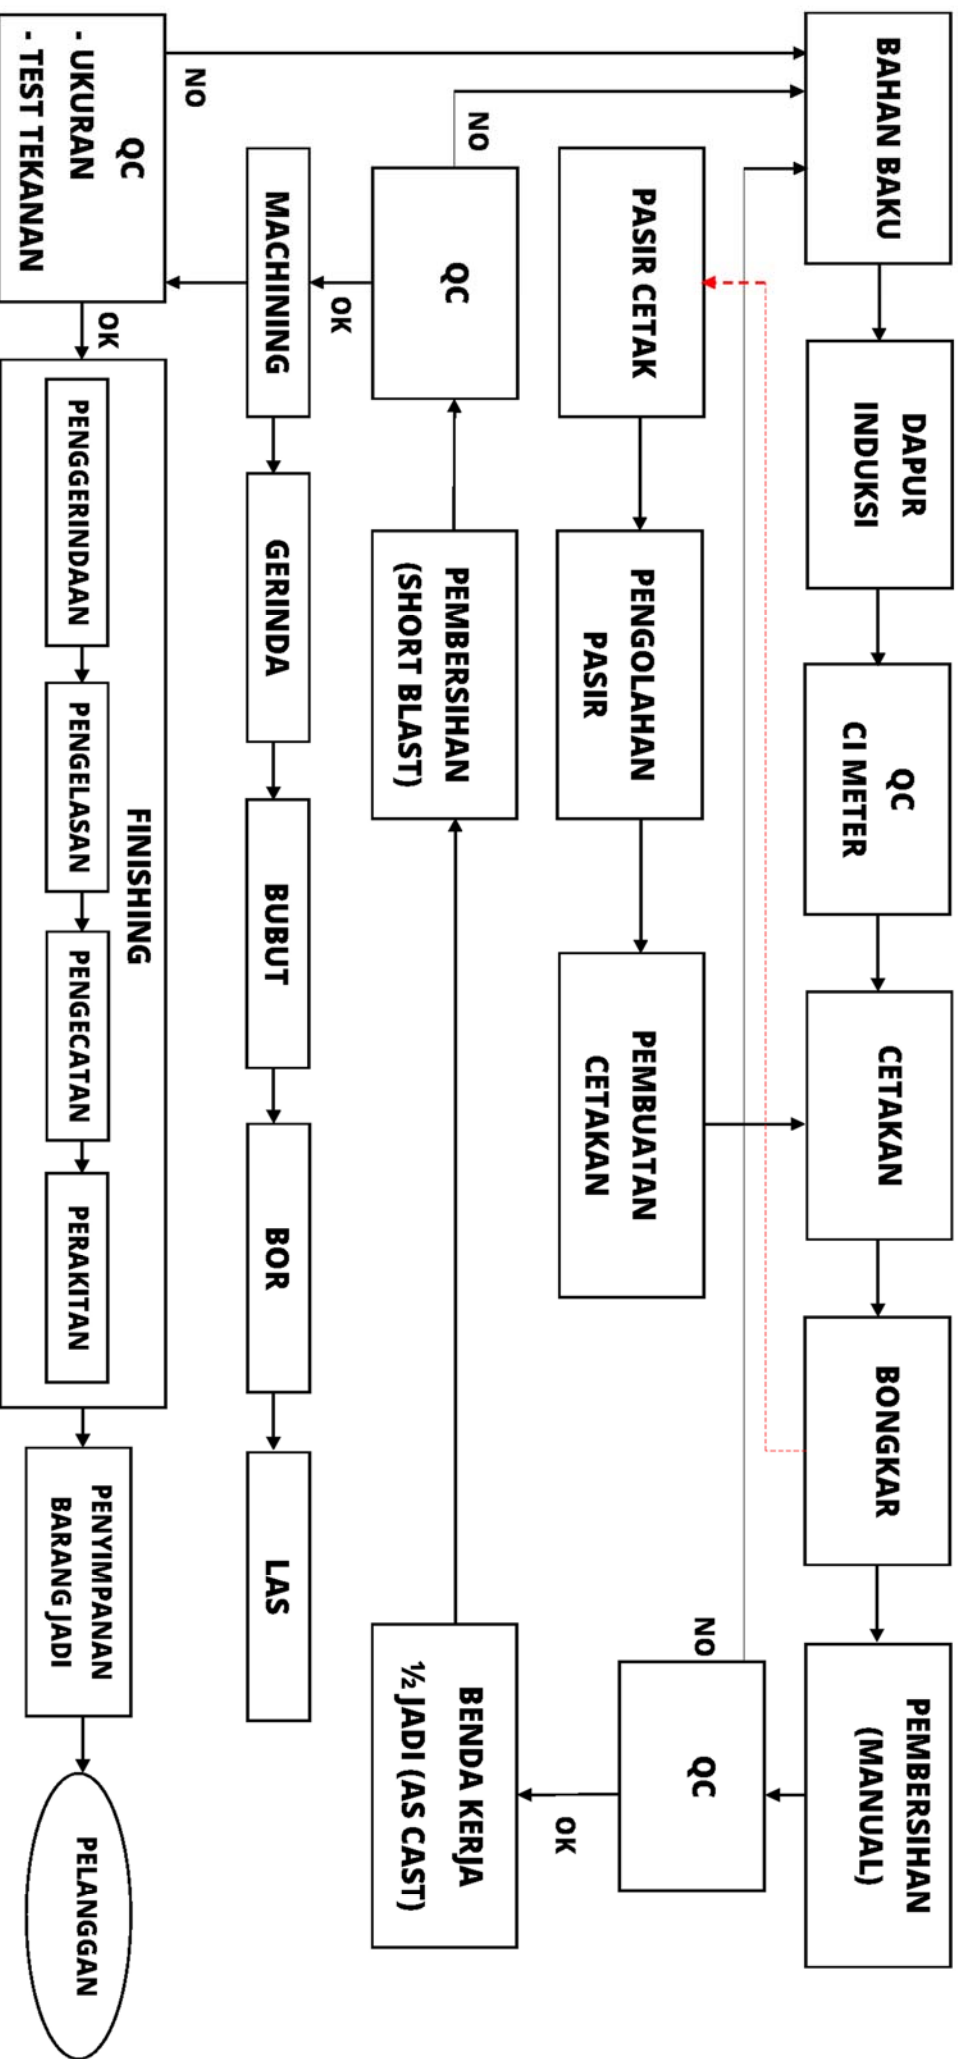 BAHAN BAKU
DAPUR
INDUKSI
QC
CI METER
CETAKAN
BONGKAR
PEMBERSIHAN
(MANUAL)
PASIR CETAK
PENGOLAHAN
PASIR
PEMBUATAN
CETAKAN
NO
QC
OK
NO
QC
PEMBERSIHAN
(SHORT BLAST)
BENDA KERJA
½ JADI (AS CAST)
OK
MACHINING
GERINDA
BUBUT
BOR
LAS
NO
QC
- UKURAN
- TEST TEKANAN
OK
FINISHING
PENGGERINDAAN
PENGELASAN
PENGECATAN
PERAKITAN
PENYIMPANAN
BARANG JADI
PELANGGAN